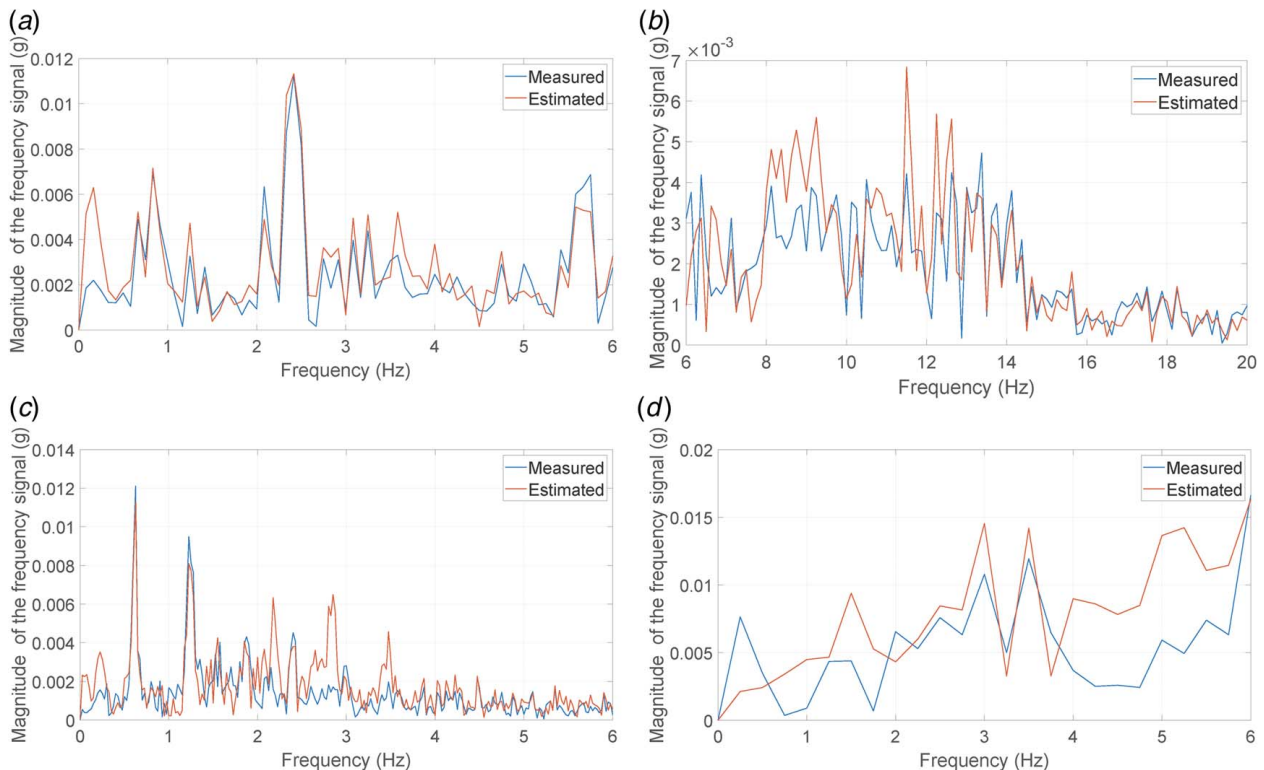 (a)
Magnitude of the frequency signal (g)
0.012
0.01
0.008
0.006
0.004
0.002
0
Measured
Estimated
0 1 2 3 4 5 6
Frequency (Hz)
(b)
Magnitude of the frequency signal (g)
×10⁻³
7
6
5
4
3
2
1
0
Measured
Estimated
6 8 10 12 14 16 18 20
Frequency (Hz)
(c)
Magnitude of the frequency signal (g)
0.014
0.012
0.01
0.008
0.006
0.004
0.002
0
Measured
Estimated
0 1 2 3 4 5 6
Frequency (Hz)
(d)
Magnitude of the frequency signal (g)
0.02
0.015
0.01
0.005
0
Measured
Estimated
0 1 2 3 4 5 6
Frequency (Hz)